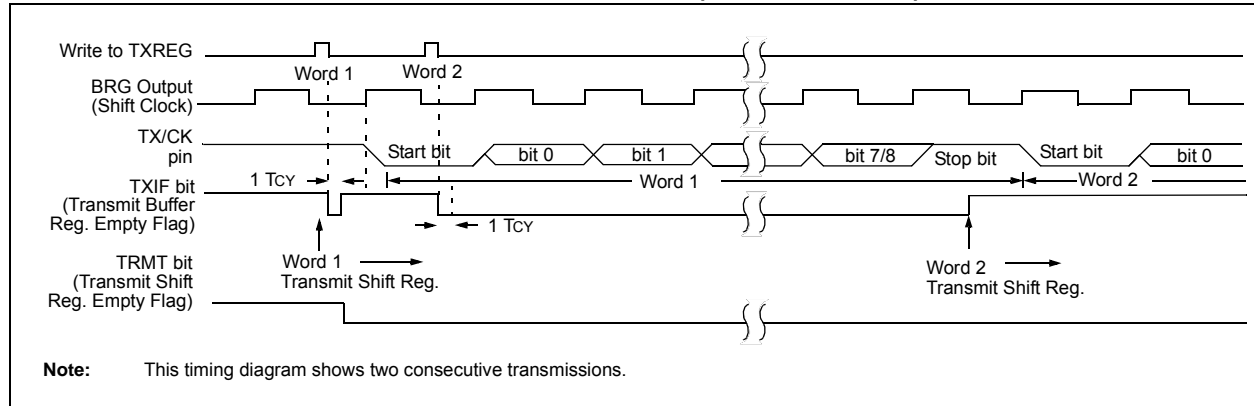 Write to TXREG
Word 1 Word 2
BRG Output
(Shift Clock)
TX/CK
pin
Start bit bit 0 bit 1 bit 7/8 Stop bit Start bit bit 0
1 TCY Word 1 Word 2
TXIF bit
(Transmit Buffer
Reg. Empty Flag)
1 TCY
Word 1
Transmit Shift Reg.
Word 2
Transmit Shift Reg.
TRMT bit
(Transmit Shift
Reg. Empty Flag)
Note: This timing diagram shows two consecutive transmissions.